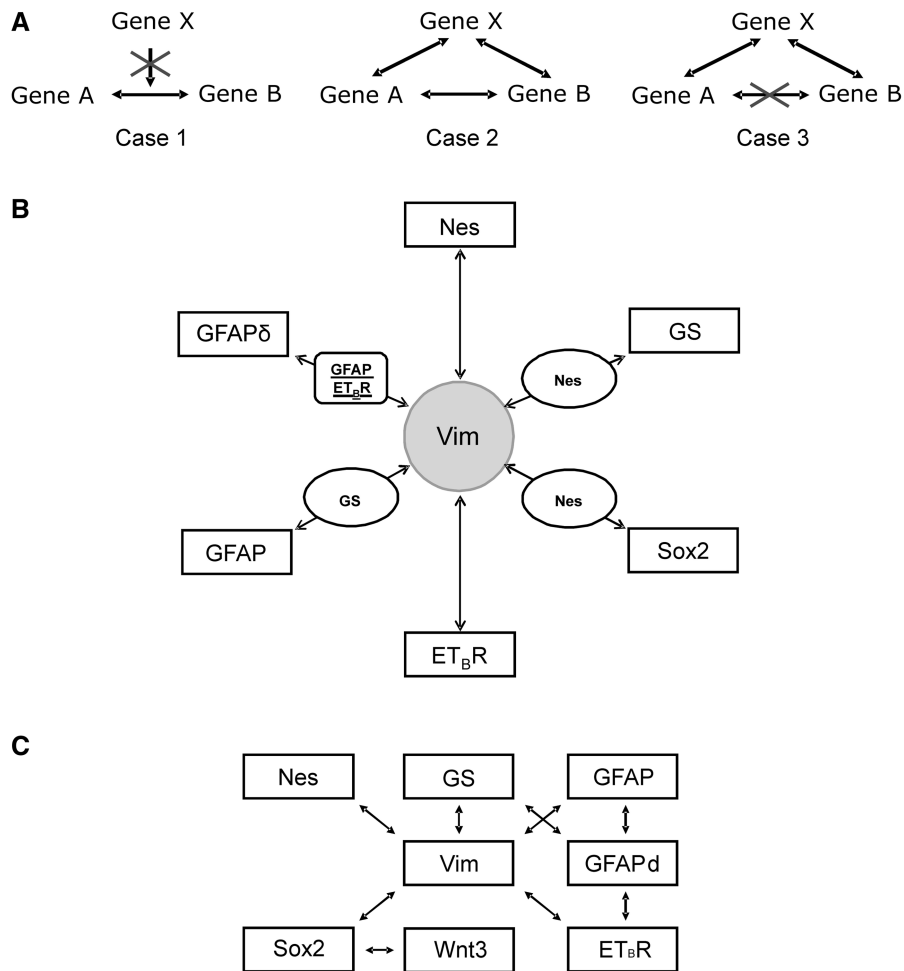 A
Gene X
Gene A
Gene B
Case 1
Gene X
Gene A
Gene B
Case 2
Gene X
Gene A
Gene B
Case 3
B
Nes
GFAPδ
GS
GFAP
ETBR
Nes
Vim
GS
Nes
GFAP
Sox2
ETBR
C
Nes
GS
GFAP
Vim
GFAPd
Sox2
Wnt3
ETBR